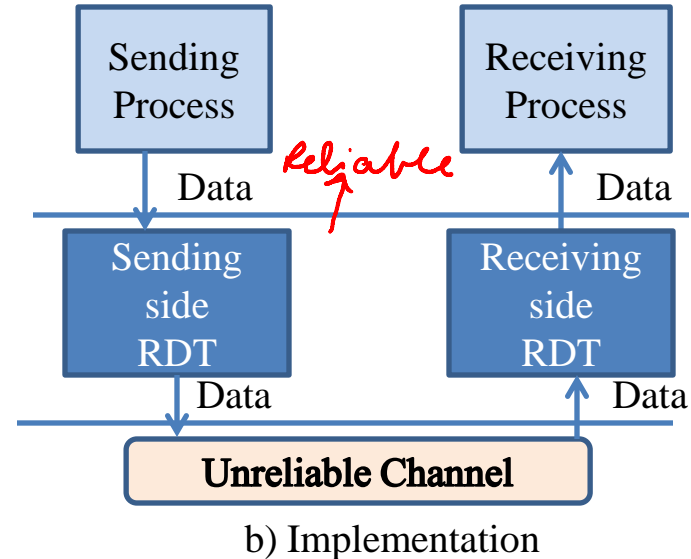 Sending
Process
Receiving
Process
Reliable
Data
Data
Sending
side
RDT
Receiving
side
RDT
Data
Data
Unreliable Channel
b) Implementation